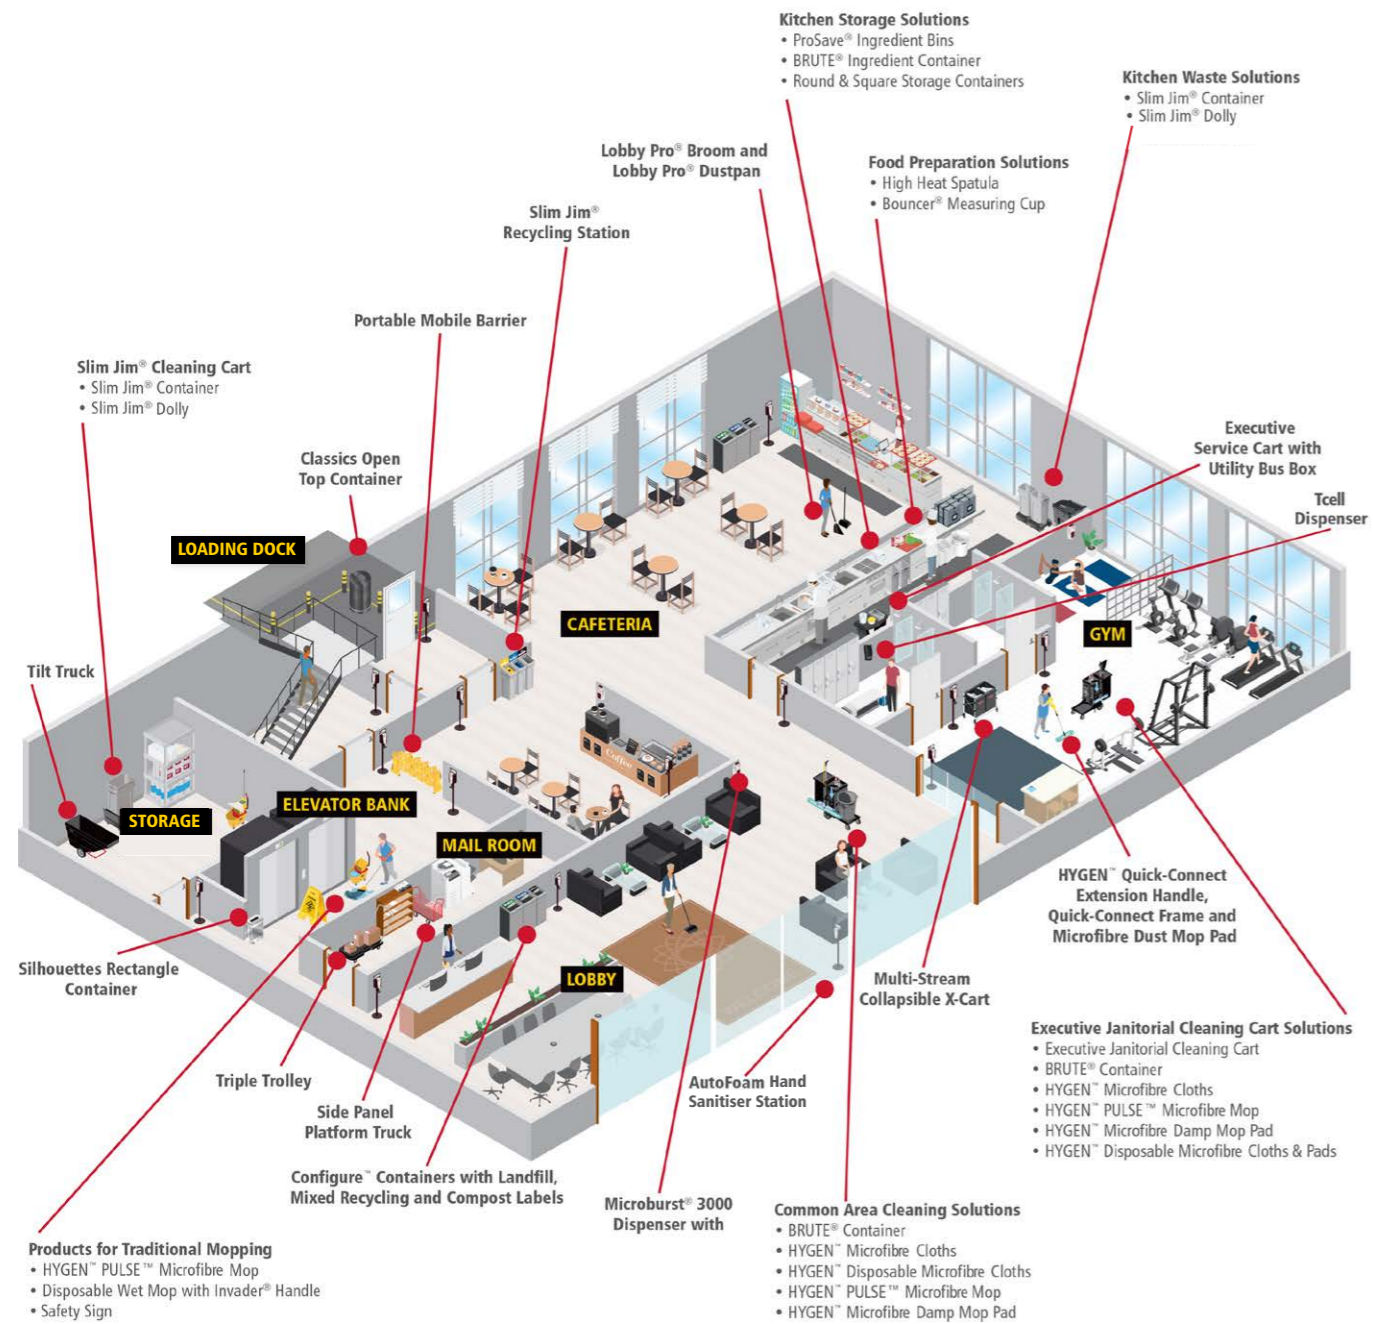 Kitchen Storage Solutions
• ProSave® Ingredient Bins
• BRUTE® Ingredient Container
• Round & Square Storage Containers
Kitchen Waste Solutions
• Slim Jim® Container
• Slim Jim® Dolly
Lobby Pro® Broom and
Lobby Pro® Dustpan
Food Preparation Solutions
• High Heat Spatula
• Bouncer® Measuring Cup
Slim Jim®
Recycling Station
Portable Mobile Barrier
Slim Jim® Cleaning Cart
• Slim Jim® Container
• Slim Jim® Dolly
Classics Open
Top Container
Executive
Service Cart with
Utility Bus Box
Tcell
Dispenser
LOADING DOCK
CAFETERIA
GYM
Tilt Truck
Coffee
STORAGE
ELEVATOR BANK
MAIL ROOM
LOBBY
HYGEN™ Quick-Connect
Extension Handle,
Quick-Connect Frame and
Microfibre Dust Mop Pad
Silhouettes Rectangle
Container
Multi-Stream
Collapsible X-Cart
Triple Trolley
Side Panel
Platform Truck
AutoFoam Hand
Sanitiser Station
Executive Janitorial Cleaning Cart Solutions
• Executive Janitorial Cleaning Cart
• BRUTE® Container
• HYGEN™ Microfibre Cloths
• HYGEN™ PULSE™ Microfibre Mop
• HYGEN™ Microfibre Damp Mop Pad
• HYGEN™ Disposable Microfibre Cloths & Pads
Configure™ Containers with Landfill,
Mixed Recycling and Compost Labels
Microburst® 3000
Dispenser with
Common Area Cleaning Solutions
• BRUTE® Container
• HYGEN™ Microfibre Cloths
• HYGEN™ Disposable Microfibre Cloths
• HYGEN™ PULSE™ Microfibre Mop
• HYGEN™ Microfibre Damp Mop Pad
Products for Traditional Mopping
• HYGEN™ PULSE™ Microfibre Mop
• Disposable Wet Mop with Invader® Handle
• Safety Sign